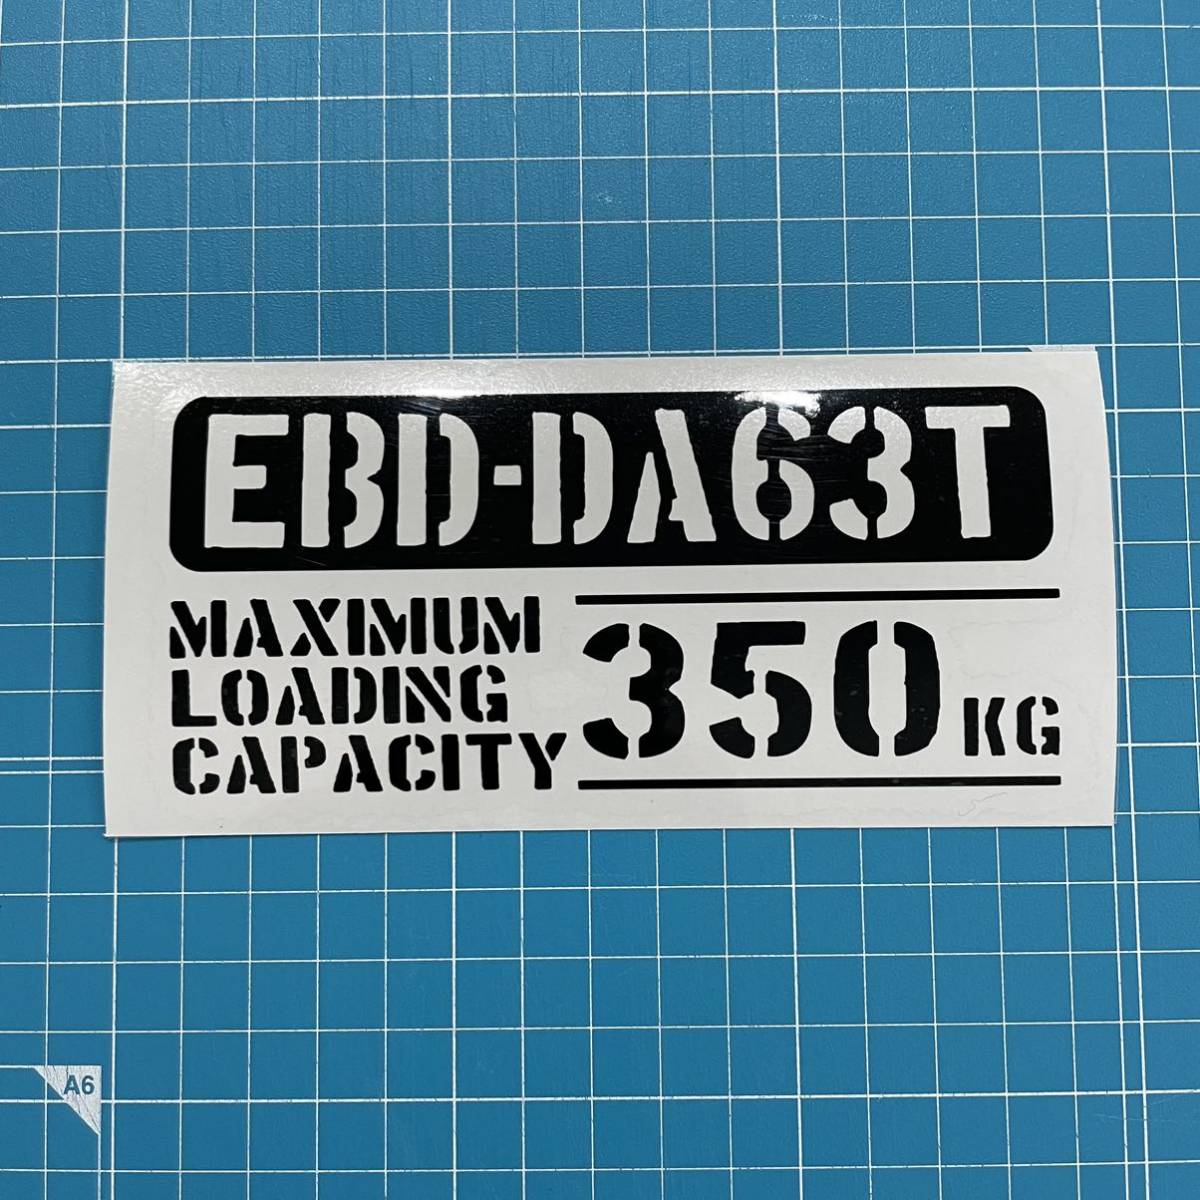 EBD-DA63T
MAXIMUM
LOADING
CAPACITY
350 KG
A6